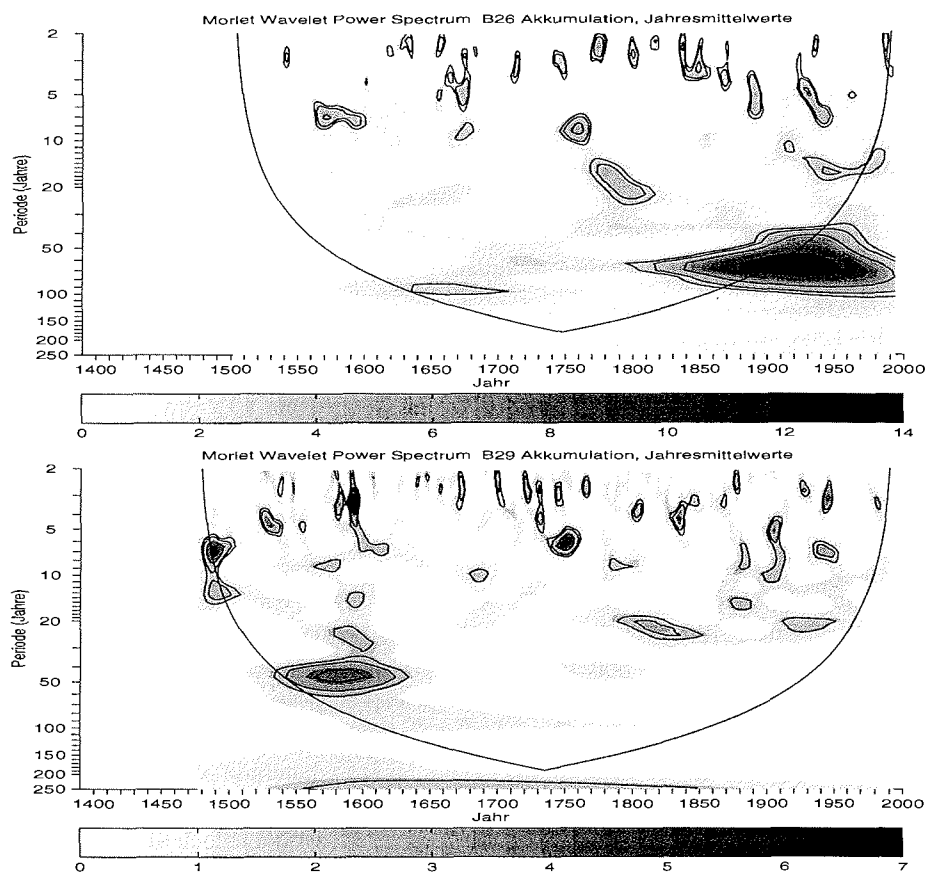 Morlet Wavelet Power Spectrum B26 Akkumulation, Jahresmittelwerte
Periode (Jahre)
2
5
10
20
50
100
150
200
250
1400 1450 1500 1550 1600 1650 1700 1750 1800 1850 1900 1950 2000
Jahr
0 2 4 6 8 10 12 14
Morlet Wavelet Power Spectrum B29 Akkumulation, Jahresmittelwerte
Periode (Jahre)
2
5
10
20
50
100
150
200
250
1400 1450 1500 1550 1600 1650 1700 1750 1800 1850 1900 1950 2000
Jahr
0 1 2 3 4 5 6 7